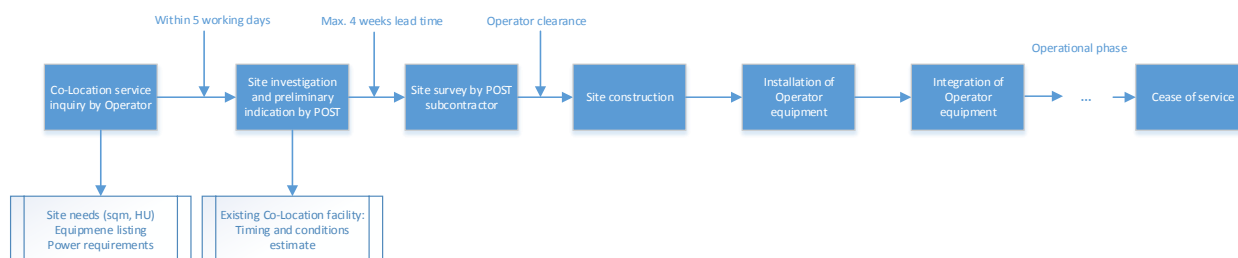 Within 5 working days
Max. 4 weeks lead time
Operator clearance
Operational phase
Co-Location service
inquiry by Operator
Site investigation
and preliminary
indication by POST
Site survey by POST
subcontractor
Site construction
Installation of
Operator
equipment
Integration of
Operator
equipment
...
Cease of service
Site needs (sqm, HU)
Equipmene listing
Power requirements
Existing Co-Location facility:
Timing and conditions
estimate